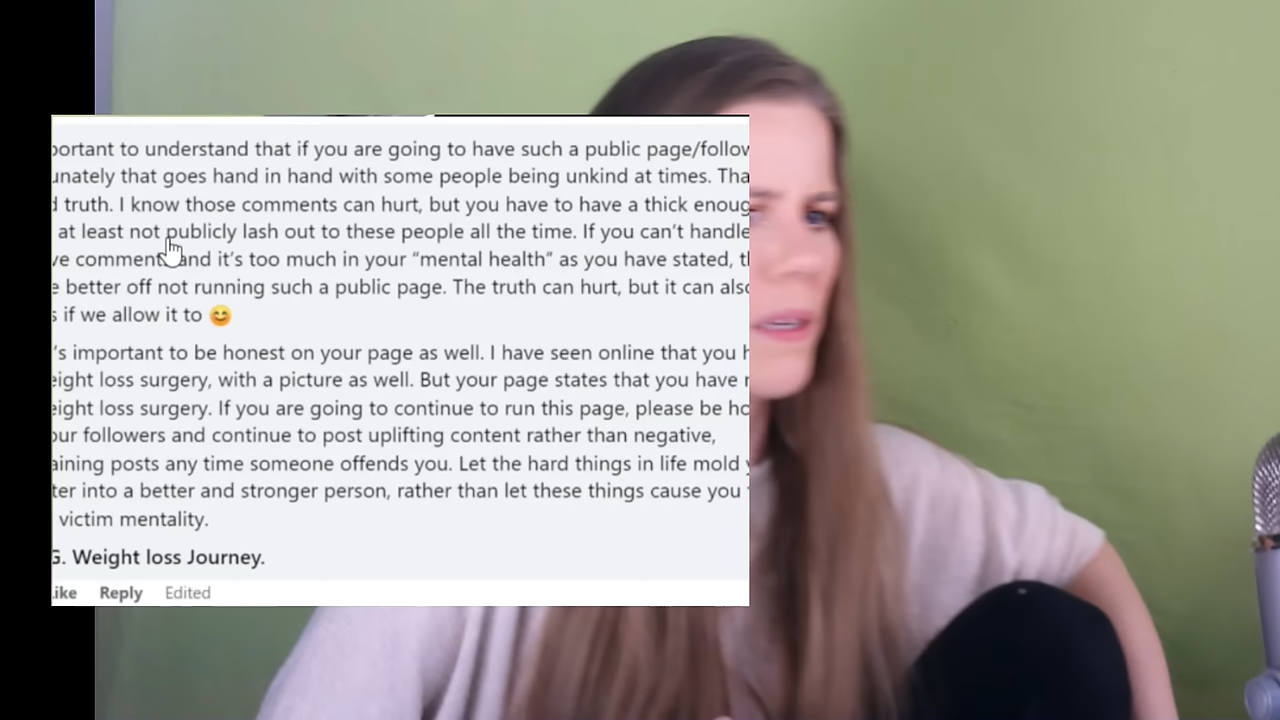 portant to understand that if you are going to have such a public page/follow
unately that goes hand in hand with some people being unkind at times. Tha
d truth. I know those comments can hurt, but you have to have a thick enoug
at least not publicly lash out to these people all the time. If you can't handle
ve comment and it's too much in your “mental health” as you have stated, t
e better off not running such a public page. The truth can hurt, but it can also
s if we allow it to 😊
's important to be honest on your page as well. I have seen online that you h
eight loss surgery, with a picture as well. But your page states that you have n
eight loss surgery. If you are going to continue to run this page, please be ho
our followers and continue to post uplifting content rather than negative,
aining posts any time someone offends you. Let the hard things in life mold y
ter into a better and stronger person, rather than let these things cause you
victim mentality.
G. Weight loss Journey.
ike Reply Edited